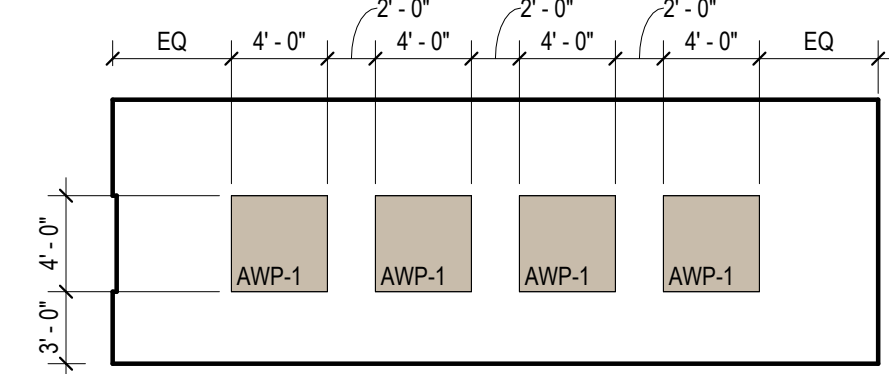 2' - 0" 2' - 0" 2' - 0"
EQ 4' - 0" 4' - 0" 4' - 0" 4' - 0" EQ
4' - 0"
AWP-1 AWP-1 AWP-1 AWP-1
3' - 0"